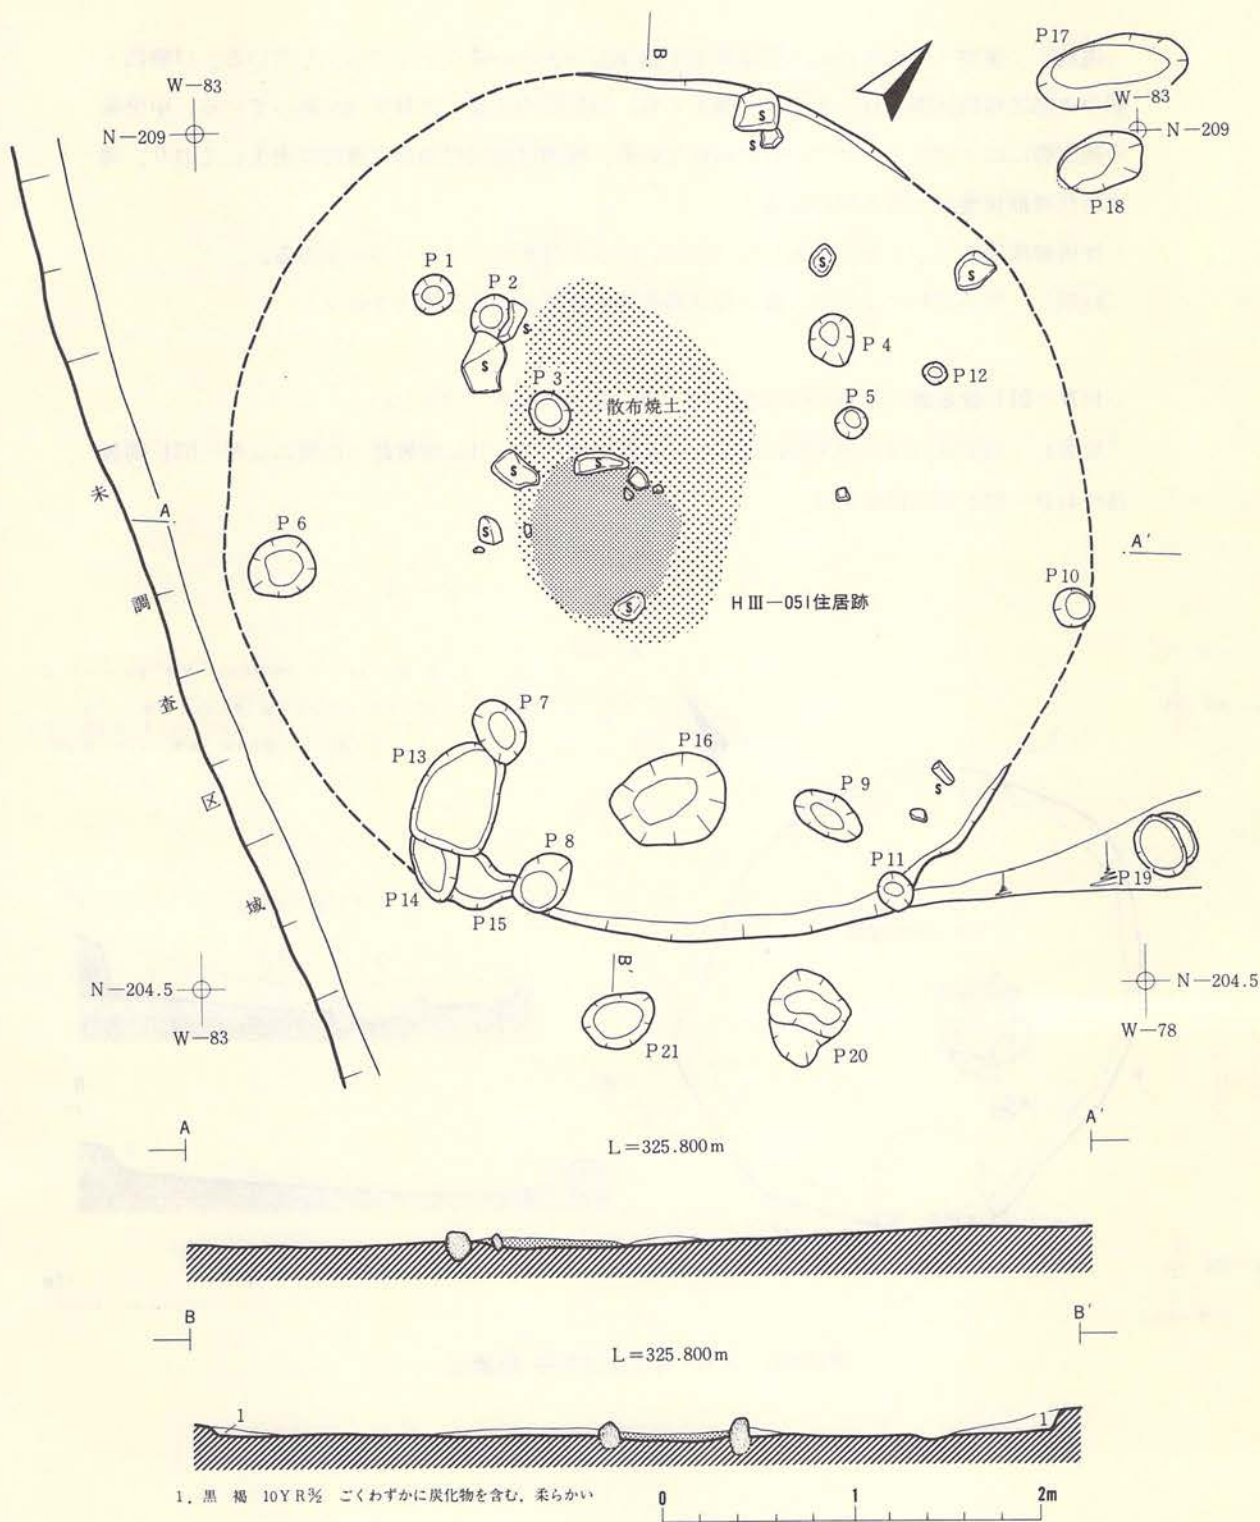 B
P17
W-83
W-83
N-209
N-209
S
S
P18
P1
P2
S
S
S
S
P4
P3
散布焼土
P12
P5
S
S
未
A
P6
S
A'
調
P10
S
HⅢ-051住居跡
査
P7
P16
P13
S
P9
区
P8
P11
P19
P14
P15
域
B'
N-204.5
N-204.5
W-83
P21
P20
W-78
A
A'
L=325.800m
B
B'
L=325.800m
1
1
1. 黒 褐 10YR3/2 ごくわずかに炭化物を含む、柔らかい
0 1 2m